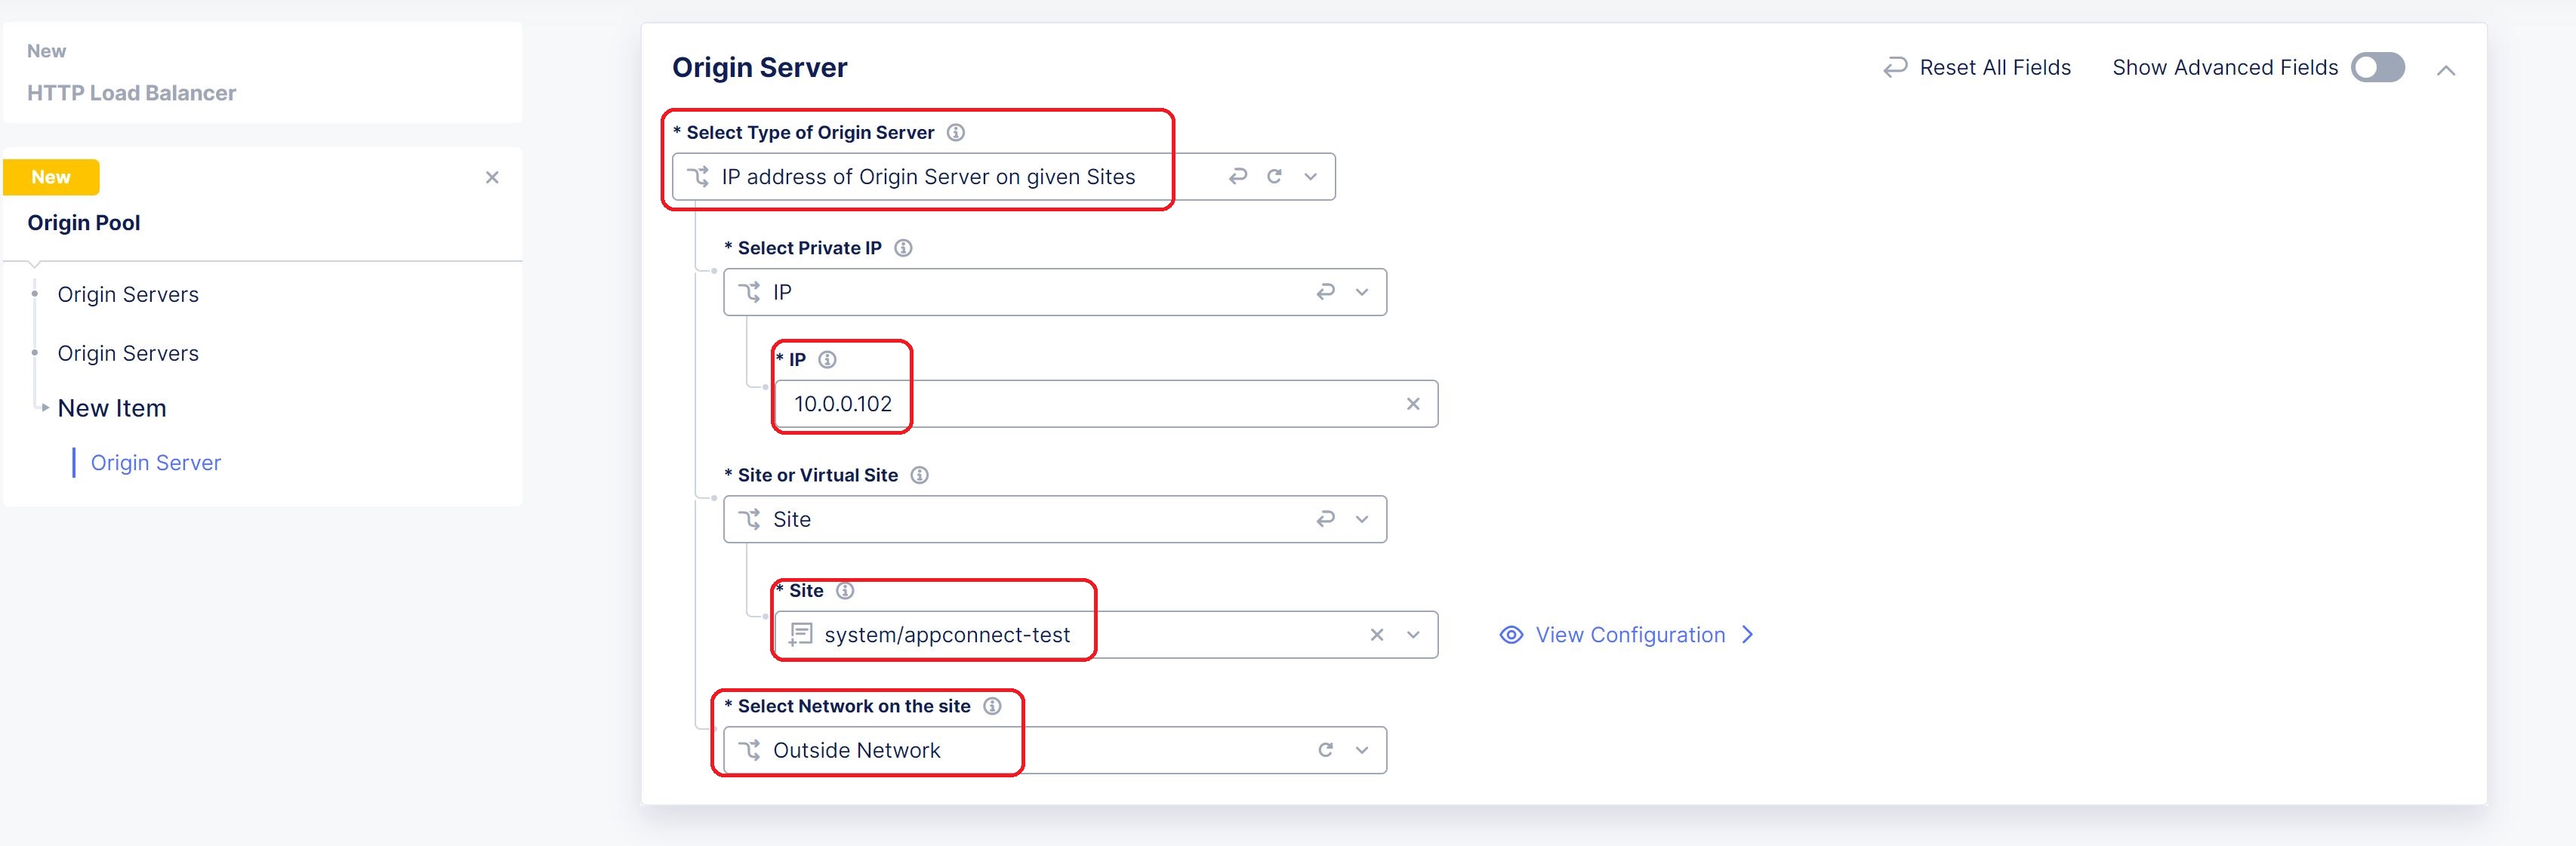 New
HTTP Load Balancer
New
Origin Pool
Origin Servers
Origin Servers
New Item
Origin Server
Origin Server
Reset All Fields
Show Advanced Fields
* Select Type of Origin Server
IP address of Origin Server on given Sites
* Select Private IP
IP
* IP
10.0.0.102
* Site or Virtual Site
Site
* Site
system/appconnect-test
View Configuration
* Select Network on the site
Outside Network